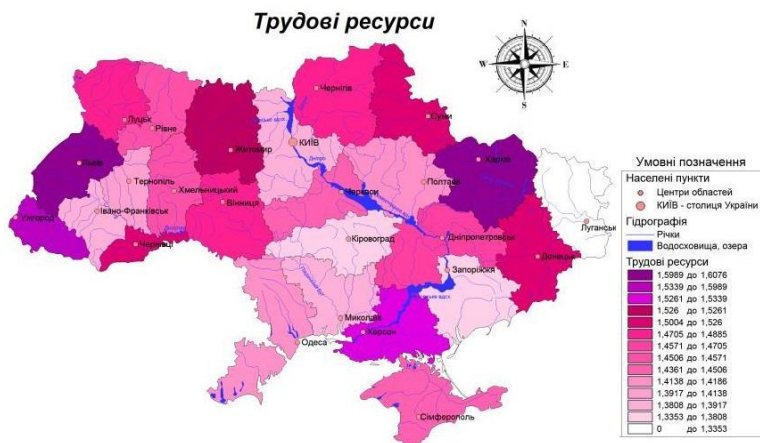 Трудові ресурси
N
W
E
S
Чернігів
Суми
Луцьк
Рівне
Житомир
КИЇВ
Дніпро
Львів
Харків
Тернопіль
Хмельницький
Черкаси
Полтава
Ужгород
Івано-Франківськ
Вінниця
Луганськ
Чернівці
Кіровоград
Дніпропетровськ
Донецьк
Запоріжжя
Миколаїв
Херсон
Одеса
Сімферополь
Умовні позначення
Населені пункти
Центри областей
КИЇВ - столиця України
Гідрографія
Річки
Водосховища, озера
Трудові ресурси
1,5989 до 1,6076
1,5339 до 1,5989
1,5261 до 1,5339
1,526 до 1,5261
1,5004 до 1,526
1,4705 до 1,4885
1,4571 до 1,4705
1,4506 до 1,4571
1,4361 до 1,4506
1,4138 до 1,4186
1,3917 до 1,4138
1,3808 до 1,3917
1,3353 до 1,3808
0 до 1,3353